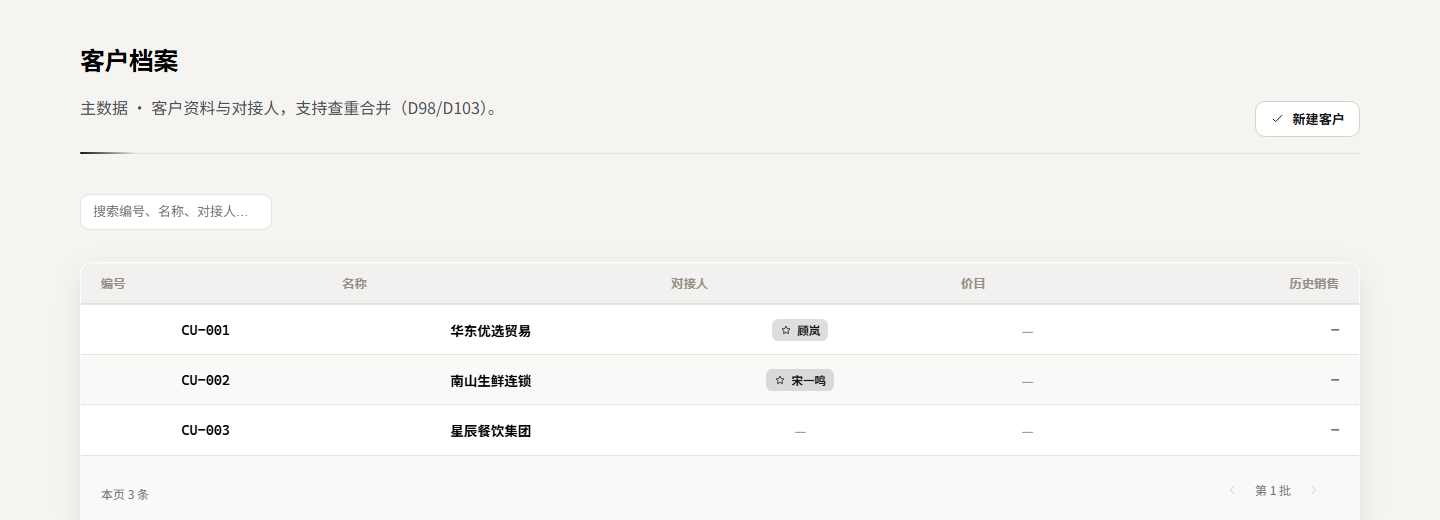 客户档案
主数据 · 客户资料与对接人，支持查重合并（D98/D103）。
新建客户
搜索编号、名称、对接人…
编号 名称 对接人 价目 历史销售
CU-001 华东优选贸易 顾岚 — —
CU-002 南山生鲜连锁 宋一鸣 — —
CU-003 星辰餐饮集团 — — —
本页 3 条 第 1 批